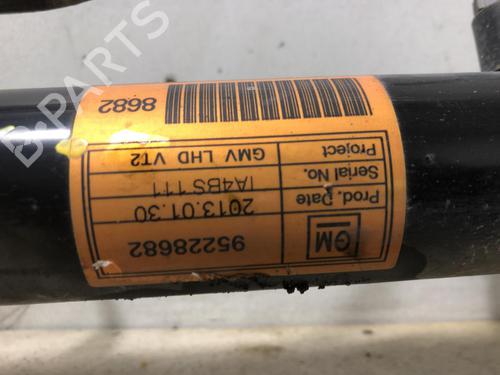 95228682
GM
Prod. Date 2013.01.30
Serial No. IA4BS111
Project GMV LHD VT2
8682
B-PARTS